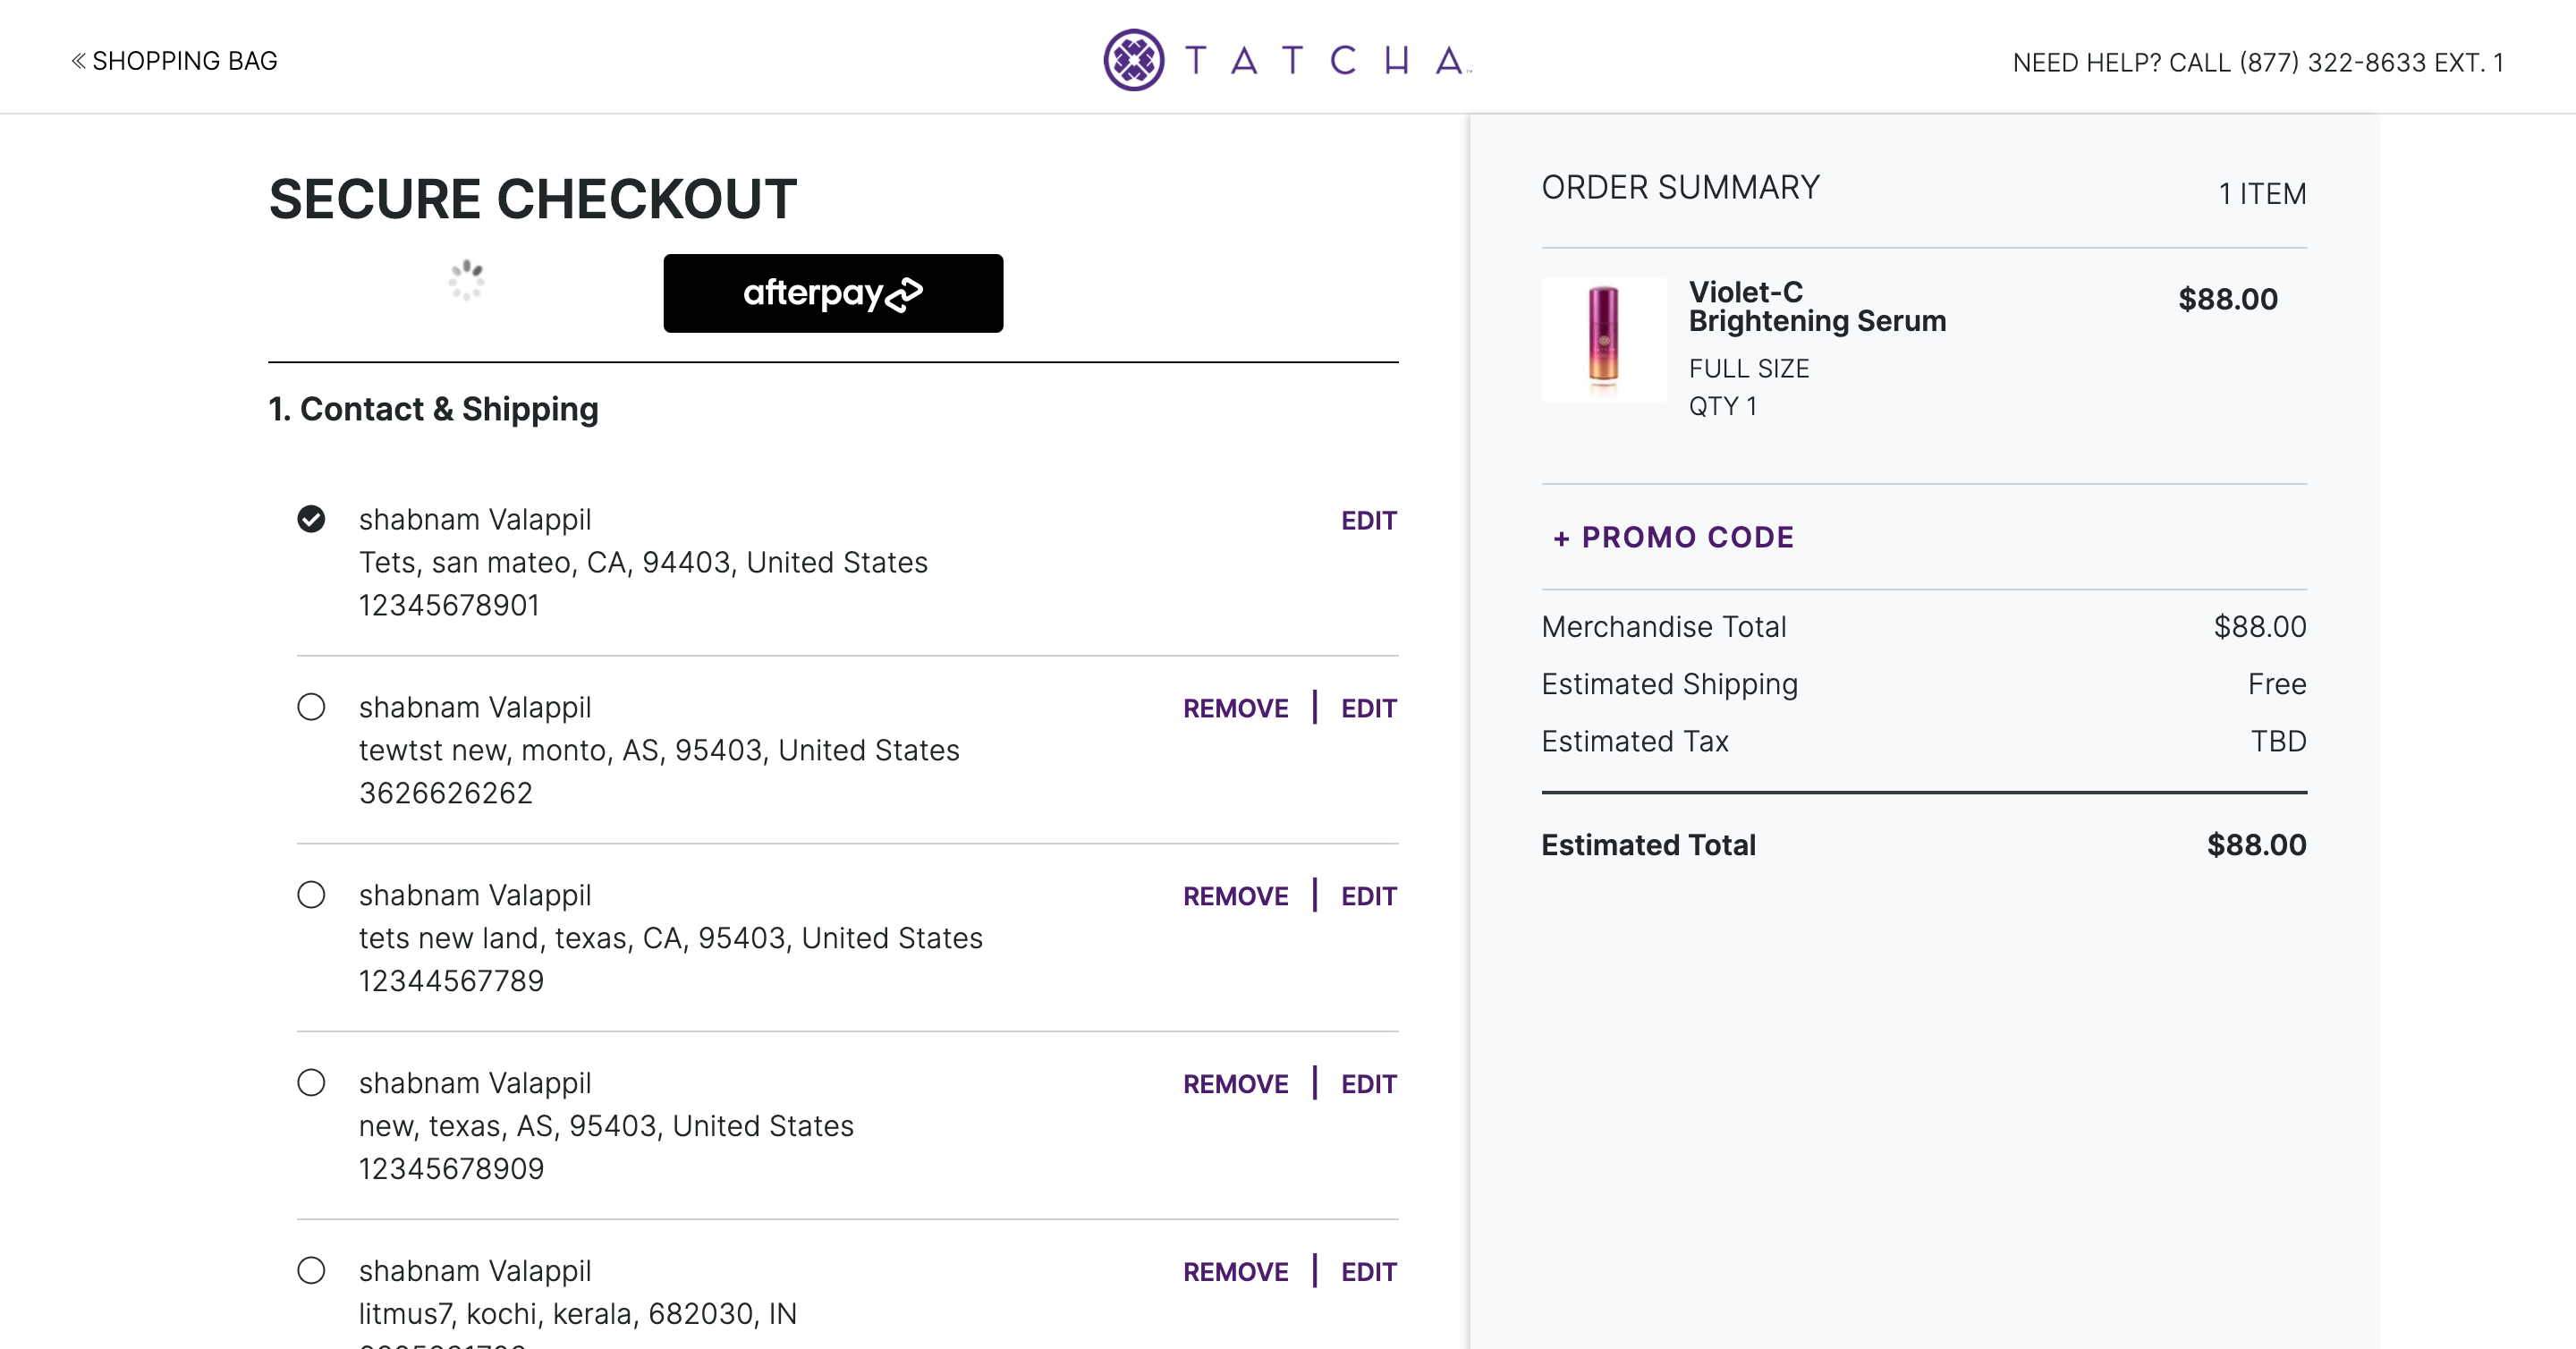 « SHOPPING BAG
TATCHA™
NEED HELP? CALL (877) 322-8633 EXT. 1
SECURE CHECKOUT
afterpay
1. Contact & Shipping
shabnam Valappil
EDIT
Tets, san mateo, CA, 94403, United States
12345678901
shabnam Valappil
REMOVE | EDIT
tewtst new, monto, AS, 95403, United States
3626626262
shabnam Valappil
REMOVE | EDIT
tets new land, texas, CA, 95403, United States
12344567789
shabnam Valappil
REMOVE | EDIT
new, texas, AS, 95403, United States
12345678909
shabnam Valappil
REMOVE | EDIT
litmus7, kochi, kerala, 682030, IN
ORDER SUMMARY
1 ITEM
Violet-C
Brightening Serum
$88.00
FULL SIZE
QTY 1
+ PROMO CODE
Merchandise Total
$88.00
Estimated Shipping
Free
Estimated Tax
TBD
Estimated Total
$88.00